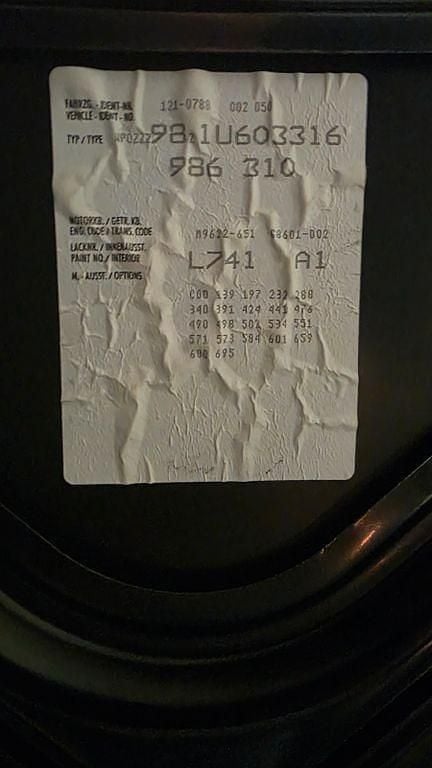 FAHRZG.-IDENT-NR. 121-0788 002 050
VEHICLE-IDENT-NO.
TYP/TYPE WP0ZZZ98Z1U603316
986 310
MOTORKB./GETR.KB.
ENG.CODE/TRANS.CODE M9622-651 G8601-002
LACKNR./INNENAUSST.
PAINT NO./INTERIOR L741 A1
M.-AUSST./OPTIONS
C00 139 197 232 288
340 391 424 441 476
490 498 502 534 551
571 573 584 601 659
695